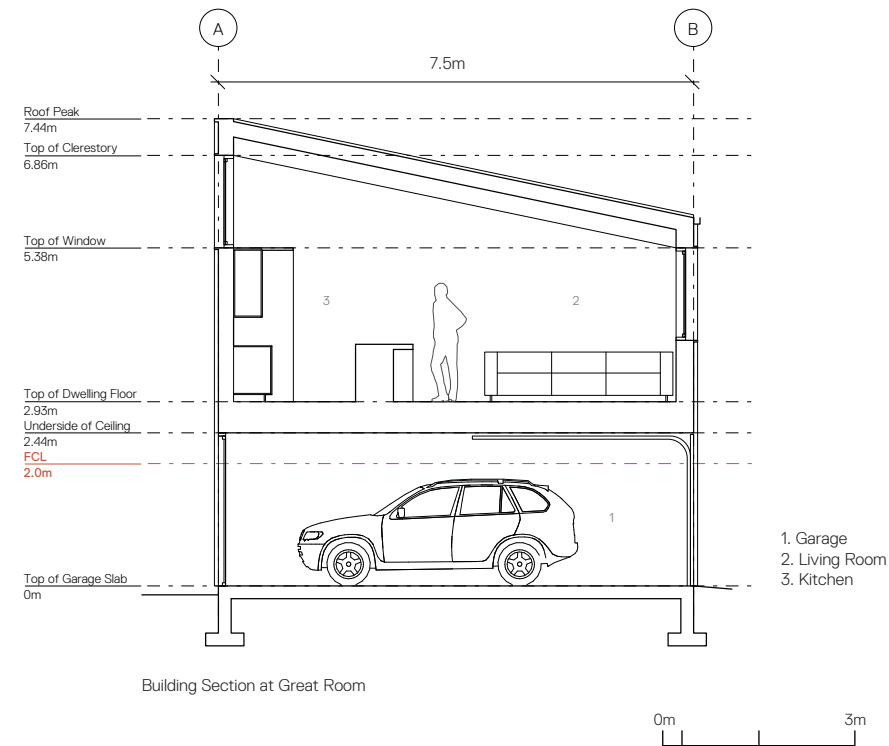 A
B
7.5m
Roof Peak
7.44m
Top of Clerestory
6.86m
Top of Window
5.38m
3
2
Top of Dwelling Floor
2.93m
Underside of Ceiling
2.44m
FCL
2.0m
1
1. Garage
2. Living Room
3. Kitchen
Top of Garage Slab
0m
Building Section at Great Room
0m
3m